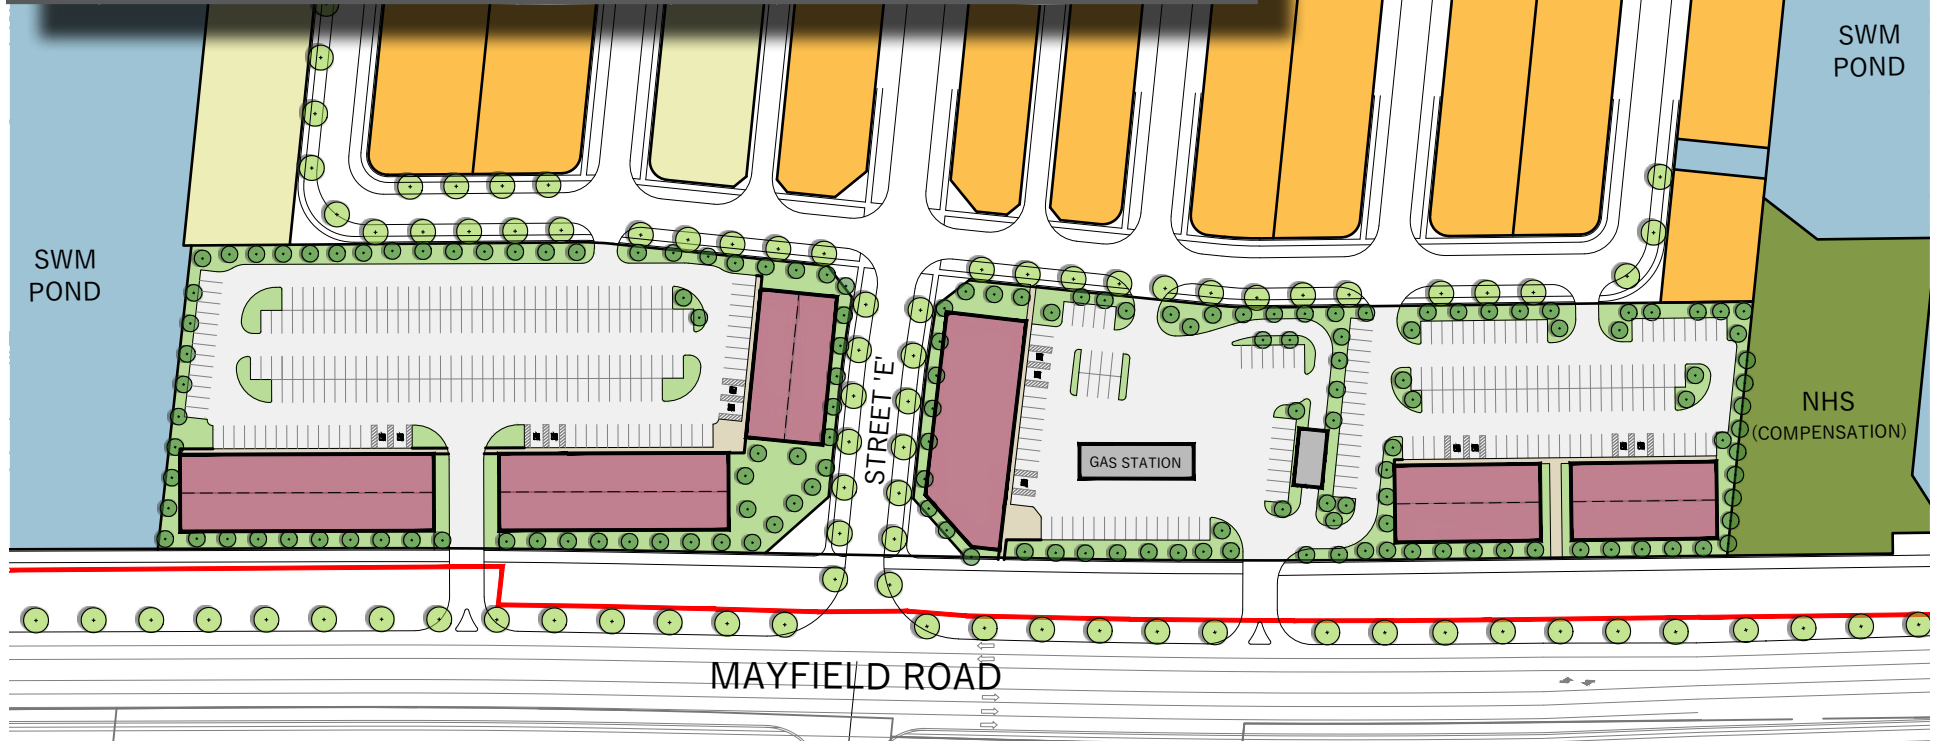 SWM
POND
SWM
POND
STREET 'E'
GAS STATION
NHS
(COMPENSATION)
MAYFIELD ROAD